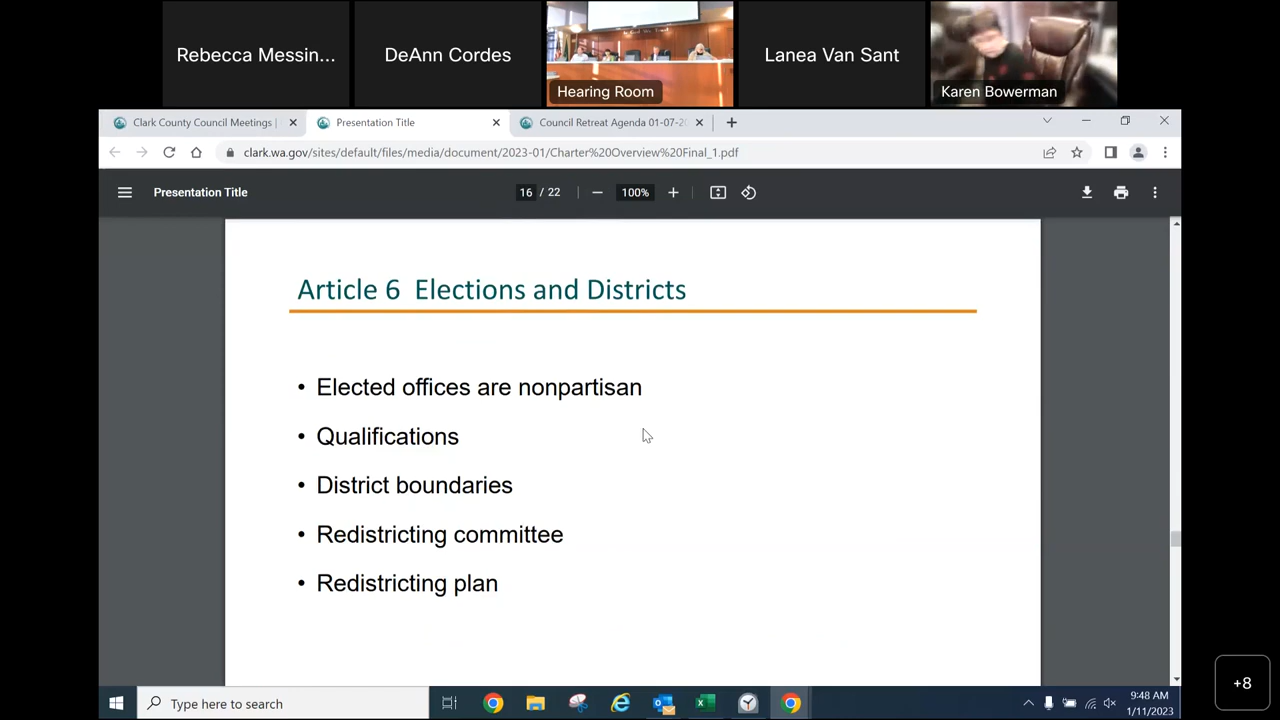 Rebecca Messin...
DeAnn Cordes
Hearing Room
Lanea Van Sant
Karen Bowerman
Clark County Council Meetings |
Presentation Title
Council Retreat Agenda 01-07-20
clark.wa.gov/sites/default/files/media/document/2023-01/Charter%20Overview%20Final_1.pdf
Presentation Title
16 / 22
100%
Article 6 Elections and Districts
• Elected offices are nonpartisan
• Qualifications
• District boundaries
• Redistricting committee
• Redistricting plan
+8
Type here to search
9:48 AM
1/11/2023